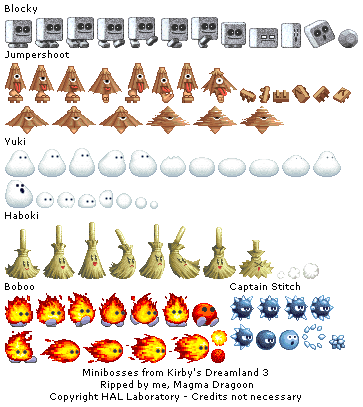 Blocky
Jumpershoot
Yuki
Haboki
Boboo
Captain Stitch
Minibosses from Kirby's Dreamland 3
Ripped by me, Magma Dragoon
Copyright HAL Laboratory - Credits not necessary